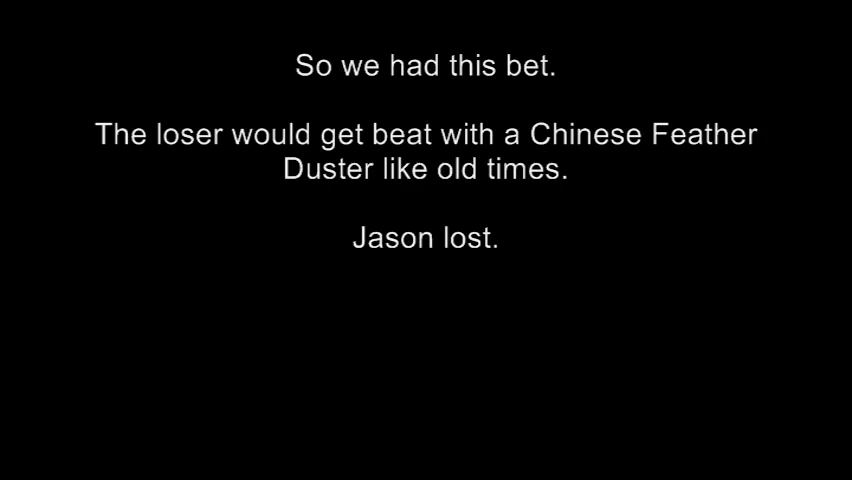 So we had this bet.
The loser would get beat with a Chinese Feather
Duster like old times.
Jason lost.